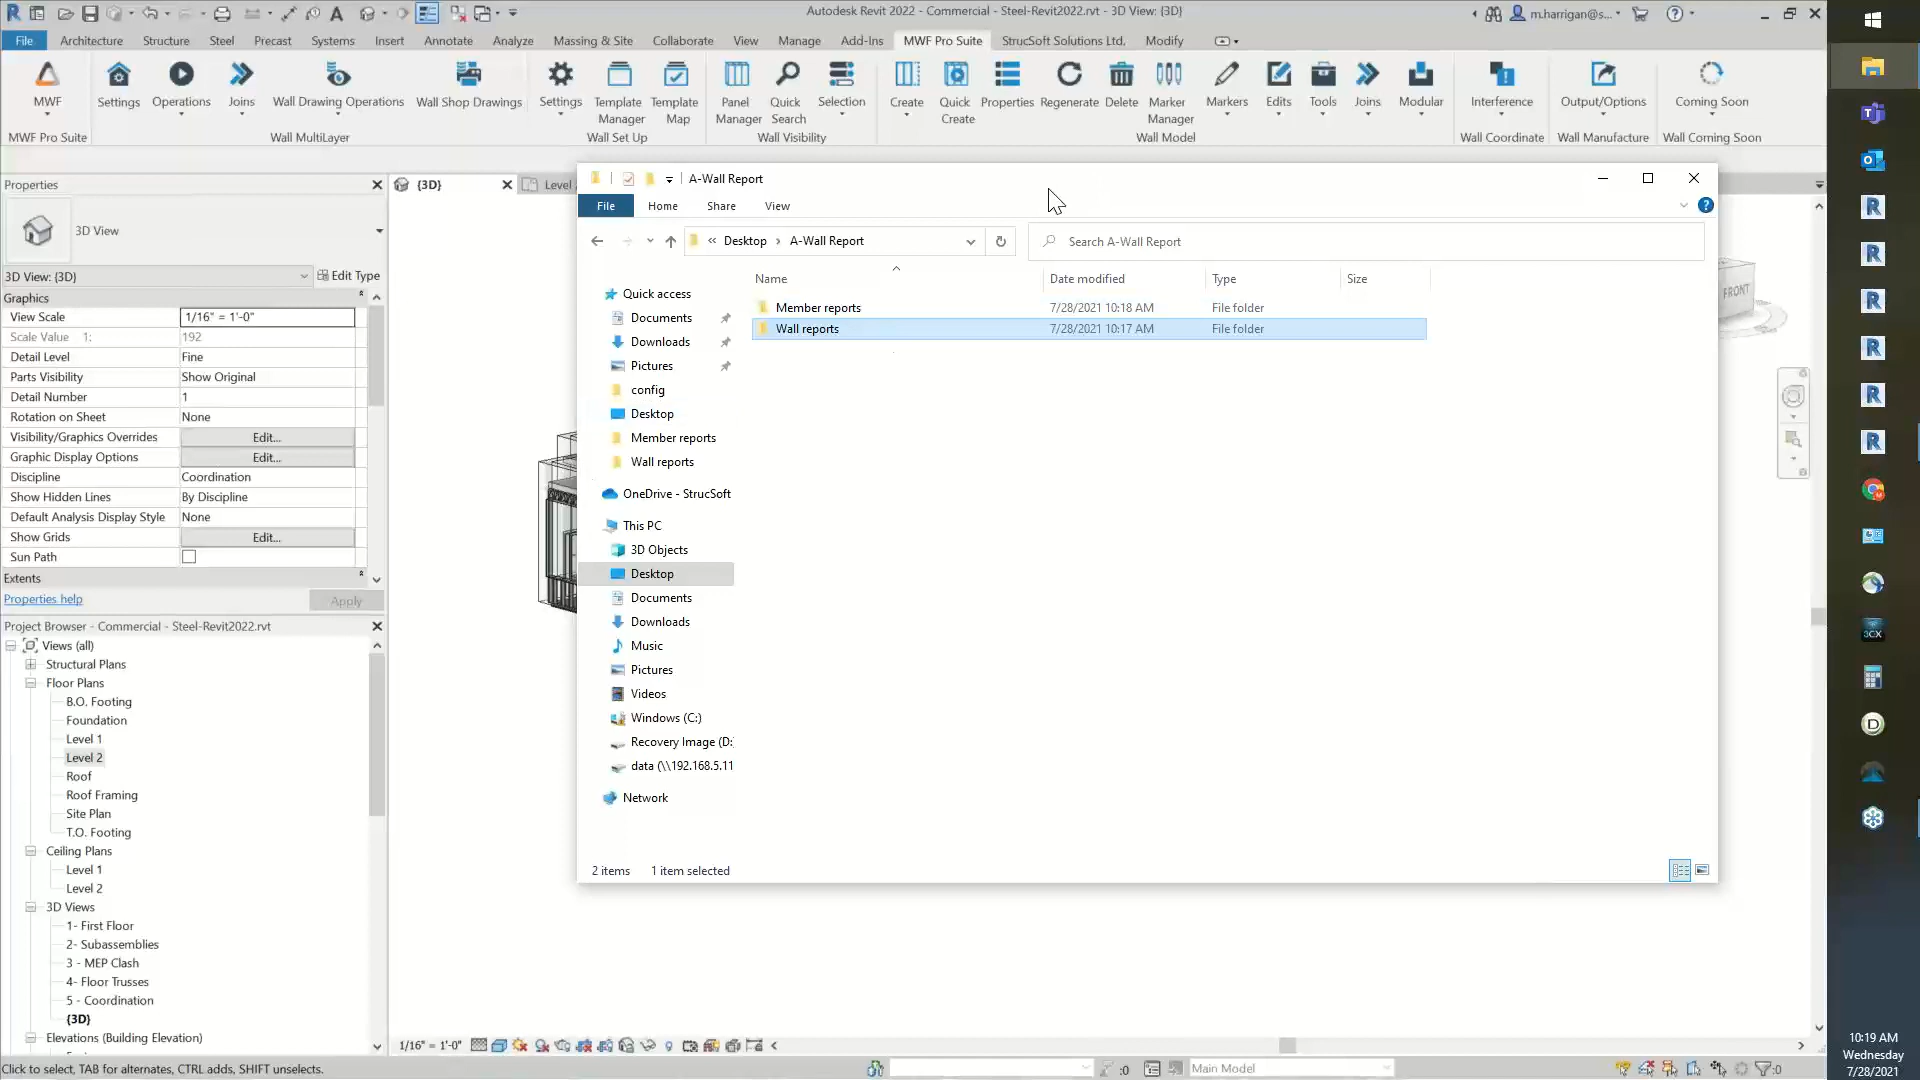 Autodesk Revit 2022 - Commercial - Steel-Revit2022.rvt - 3D View: {3D}
m.harrigan@s...
File Architecture Structure Steel Precast Systems Insert Annotate Analyze Massing & Site Collaborate View Manage Add-Ins MWF Pro Suite StrucSoft Solutions Ltd. Modify
MWF Settings Operations Joins Wall Drawing Operations Wall Shop Drawings Settings Template Manager Template Map Panel Manager Quick Search Selection Create Quick Create Properties Regenerate Delete Marker Manager Markers Edits Tools Joins Modular Interference Output/Options Coming Soon
MWF Pro Suite Wall MultiLayer Wall Set Up Wall Visibility Wall Model Wall Coordinate Wall Manufacture Wall Coming Soon
Properties
3D View
3D View: {3D} Edit Type
Graphics
View Scale 1/16" = 1'-0"
Scale Value 1: 192
Detail Level Fine
Parts Visibility Show Original
Detail Number 1
Rotation on Sheet None
Visibility/Graphics Overrides Edit...
Graphic Display Options Edit...
Discipline Coordination
Show Hidden Lines By Discipline
Default Analysis Display Style None
Show Grids Edit...
Sun Path
Extents
Properties help Apply
Project Browser - Commercial - Steel-Revit2022.rvt
Views (all)
Structural Plans
Floor Plans
B.O. Footing
Foundation
Level 1
Level 2
Roof
Roof Framing
Site Plan
T.O. Footing
Ceiling Plans
Level 1
Level 2
3D Views
1- First Floor
2- Subassemblies
3 - MEP Clash
4- Floor Trusses
5 - Coordination
{3D}
Elevations (Building Elevation)
{3D} Level
A-Wall Report
File Home Share View
« Desktop › A-Wall Report
Search A-Wall Report
Name Date modified Type Size
Member reports 7/28/2021 10:18 AM File folder
Wall reports 7/28/2021 10:17 AM File folder
Quick access
Documents
Downloads
Pictures
config
Desktop
Member reports
Wall reports
OneDrive - StrucSoft
This PC
3D Objects
Desktop
Documents
Downloads
Music
Pictures
Videos
Windows (C:)
Recovery Image (D:
data (\\192.168.5.11
Network
2 items 1 item selected
FRONT
1/16" = 1'-0"
Click to select, TAB for alternates, CTRL adds, SHIFT unselects.
:0
Main Model
:0
3CX
10:19 AM
Wednesday
7/28/2021